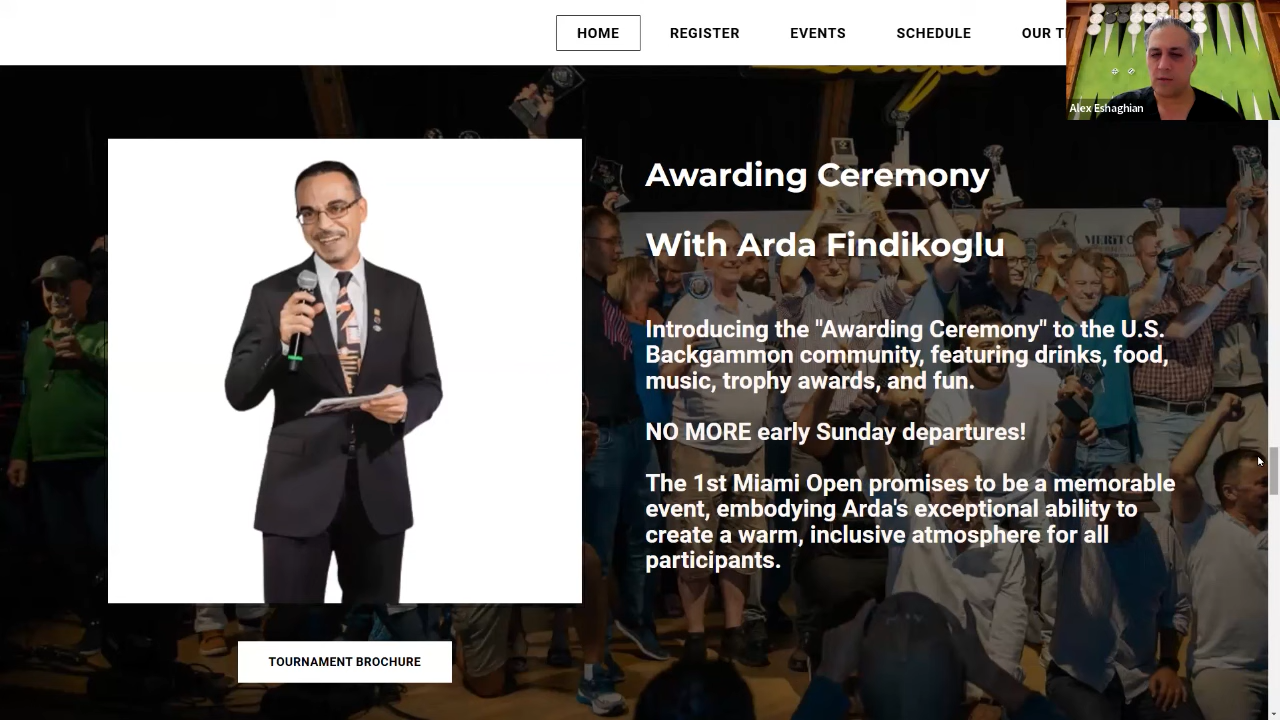 HOME
REGISTER
EVENTS
SCHEDULE
OUR T
Alex Eshaghian
Awarding Ceremony
With Arda Findikoglu
Introducing the "Awarding Ceremony" to the U.S.
Backgammon community, featuring drinks, food,
music, trophy awards, and fun.
NO MORE early Sunday departures!
The 1st Miami Open promises to be a memorable
event, embodying Arda's exceptional ability to
create a warm, inclusive atmosphere for all
participants.
TOURNAMENT BROCHURE